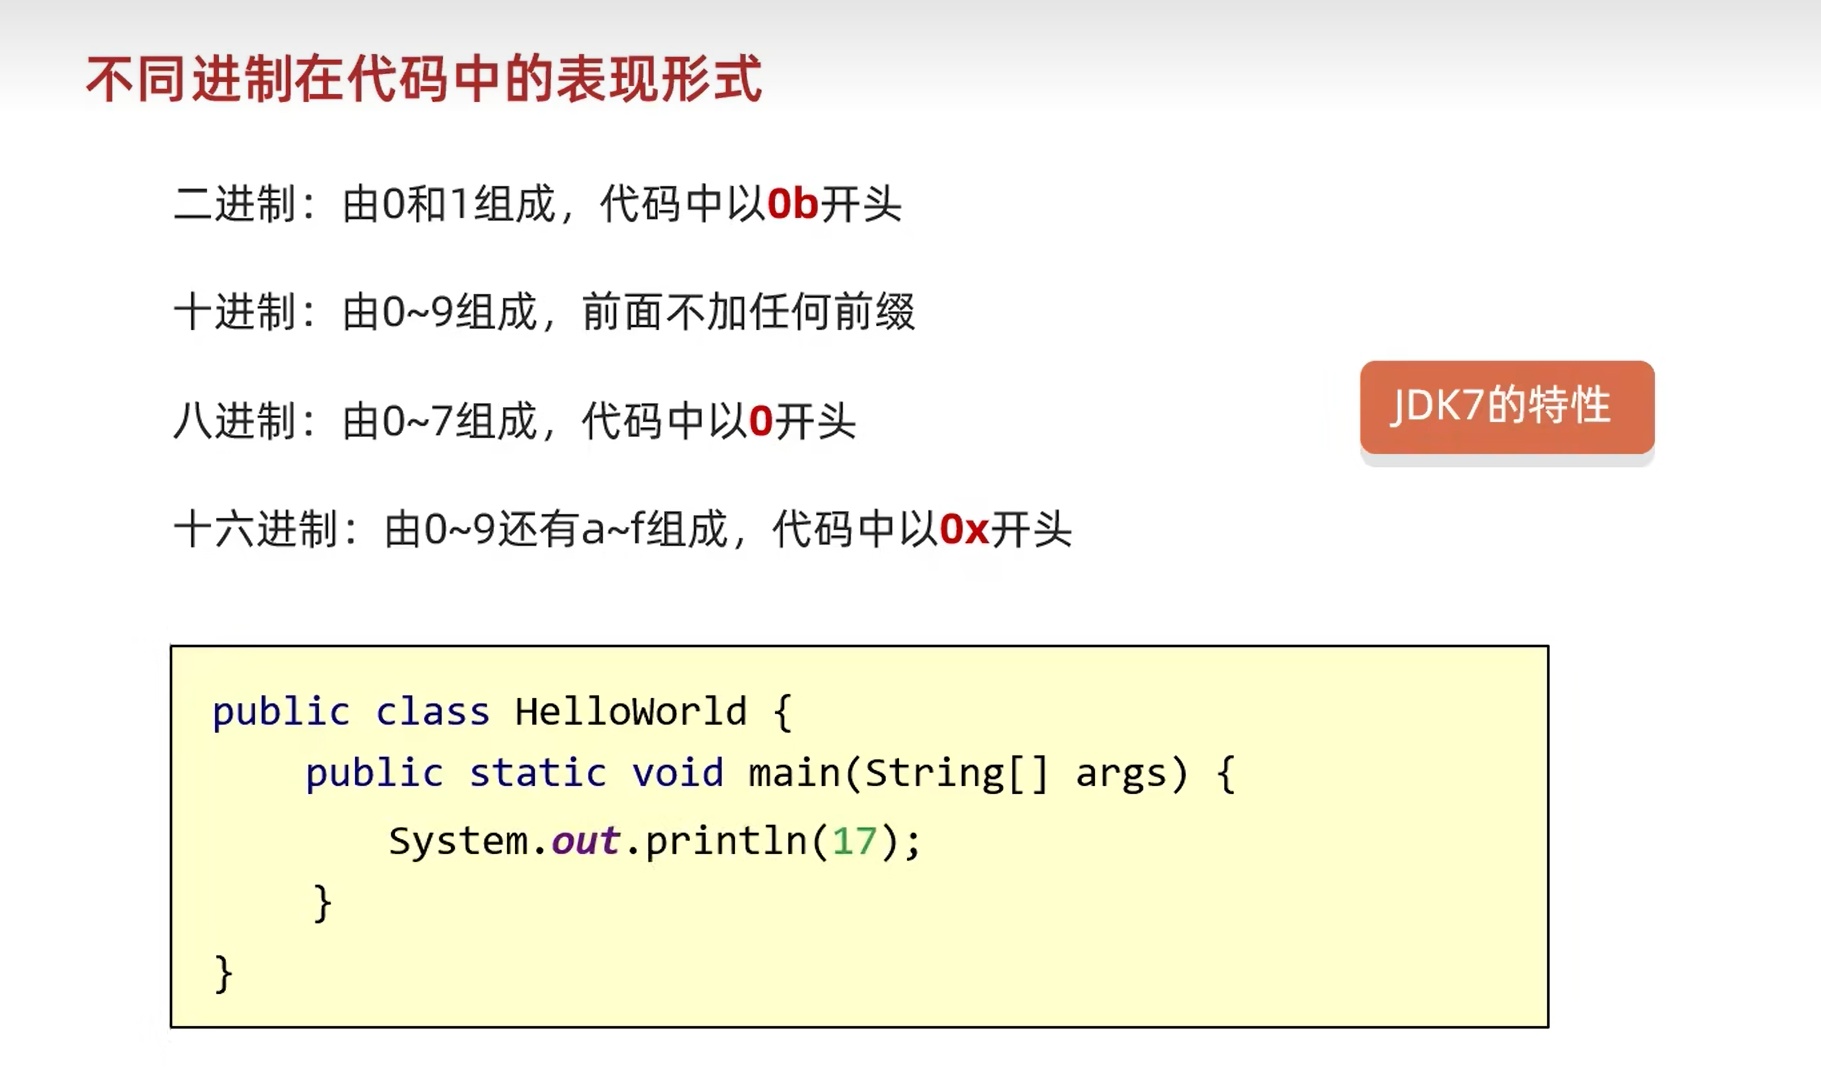 不同进制在代码中的表现形式
二进制：由0和1组成，代码中以0b开头
十进制：由0~9组成，前面不加任何前缀
八进制：由0~7组成，代码中以0开头
JDK7的特性
十六进制：由0~9还有a~f组成，代码中以0x开头
public class HelloWorld {
public static void main(String[] args) {
System.out.println(17);
}
}